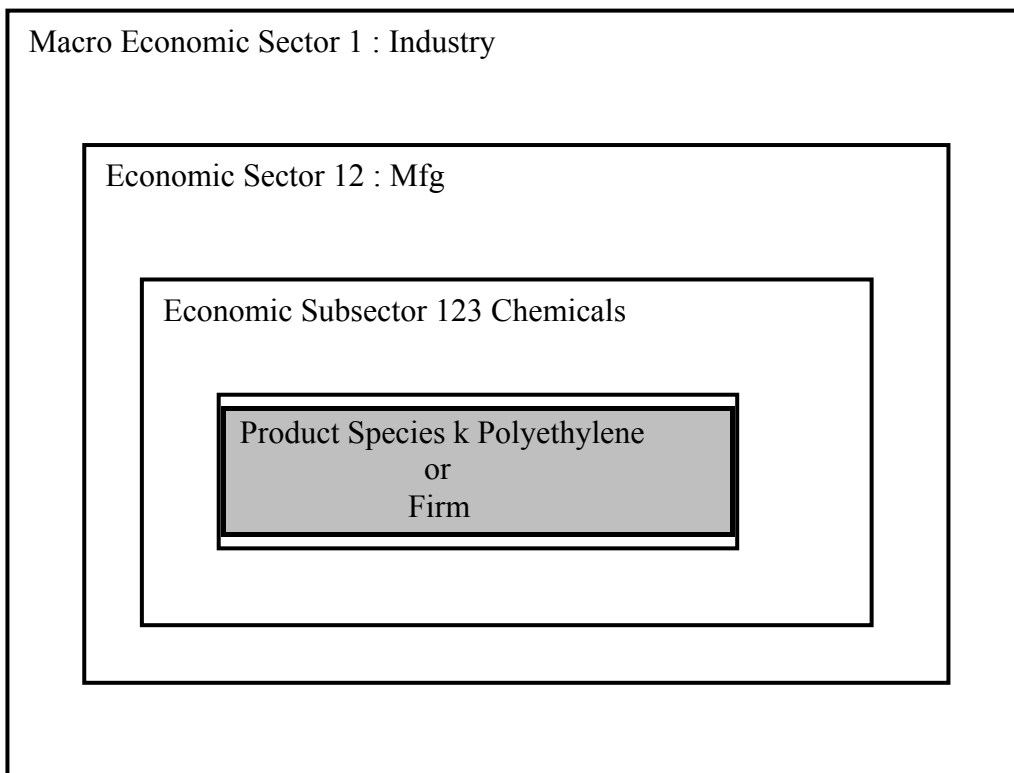 Macro Economic Sector 1 : Industry
Economic Sector 12 : Mfg
Economic Subsector 123 Chemicals
Product Species k Polyethylene
or
Firm